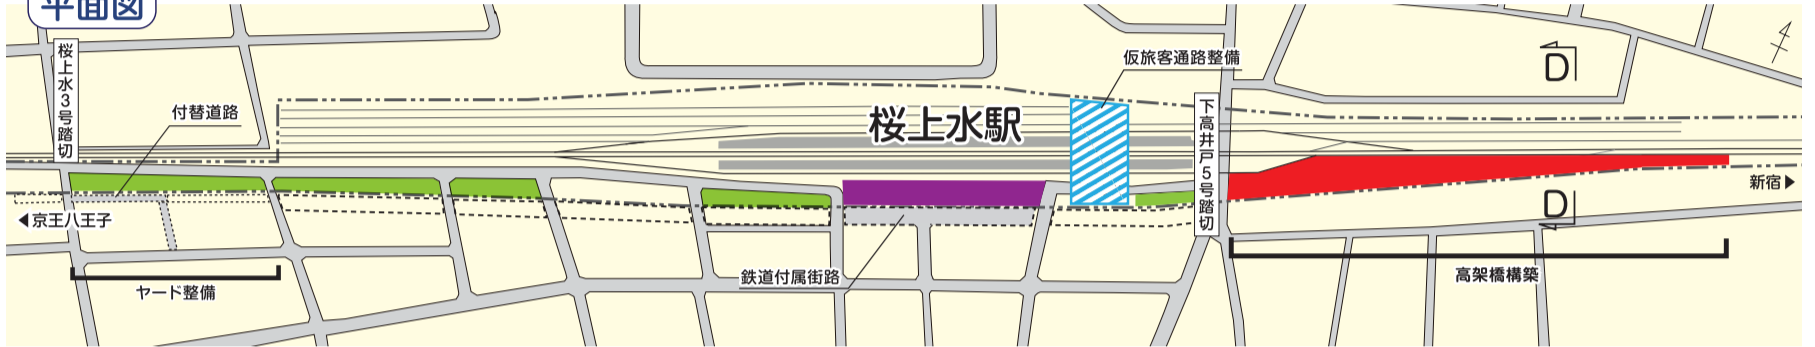 平面図
桜上水3号踏切
付替道路
仮旅客通路整備
桜上水駅
下高井戸5号踏切
D
D
新宿▶
◀京王八王子
ヤード整備
鉄道付属街路
高架橋構築